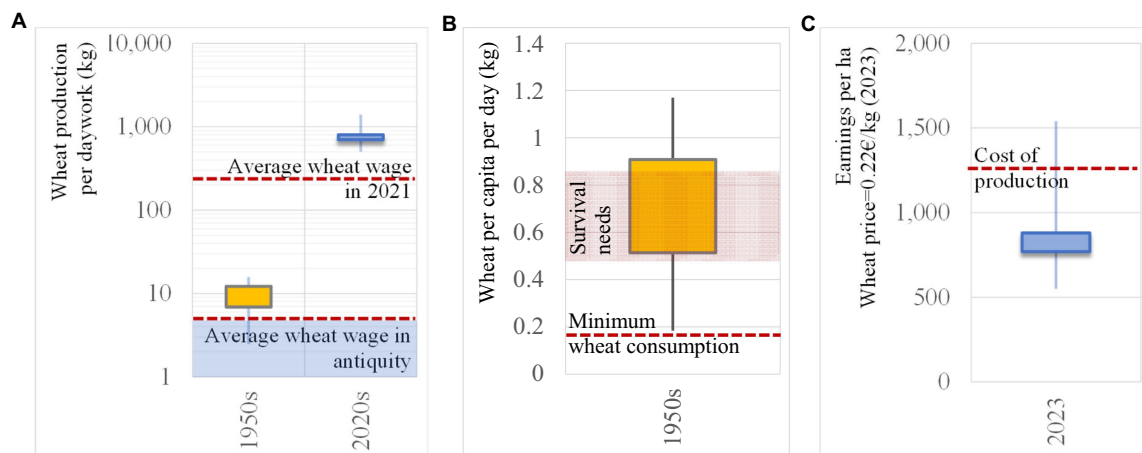 A
Wheat production
per daywork (kg)
10,000
1,000
100
10
1
Average wheat wage
in 2021
Average wheat wage in
antiquity
1950s
2020s
B
Wheat per capita per day (kg)
1.4
1.2
1
0.8
0.6
0.4
0.2
0
Survival
needs
Minimum
wheat consumption
1950s
C
Earnings per ha
Wheat price=0.22€/kg (2023)
2,000
1,500
1,000
500
0
Cost of
production
2023